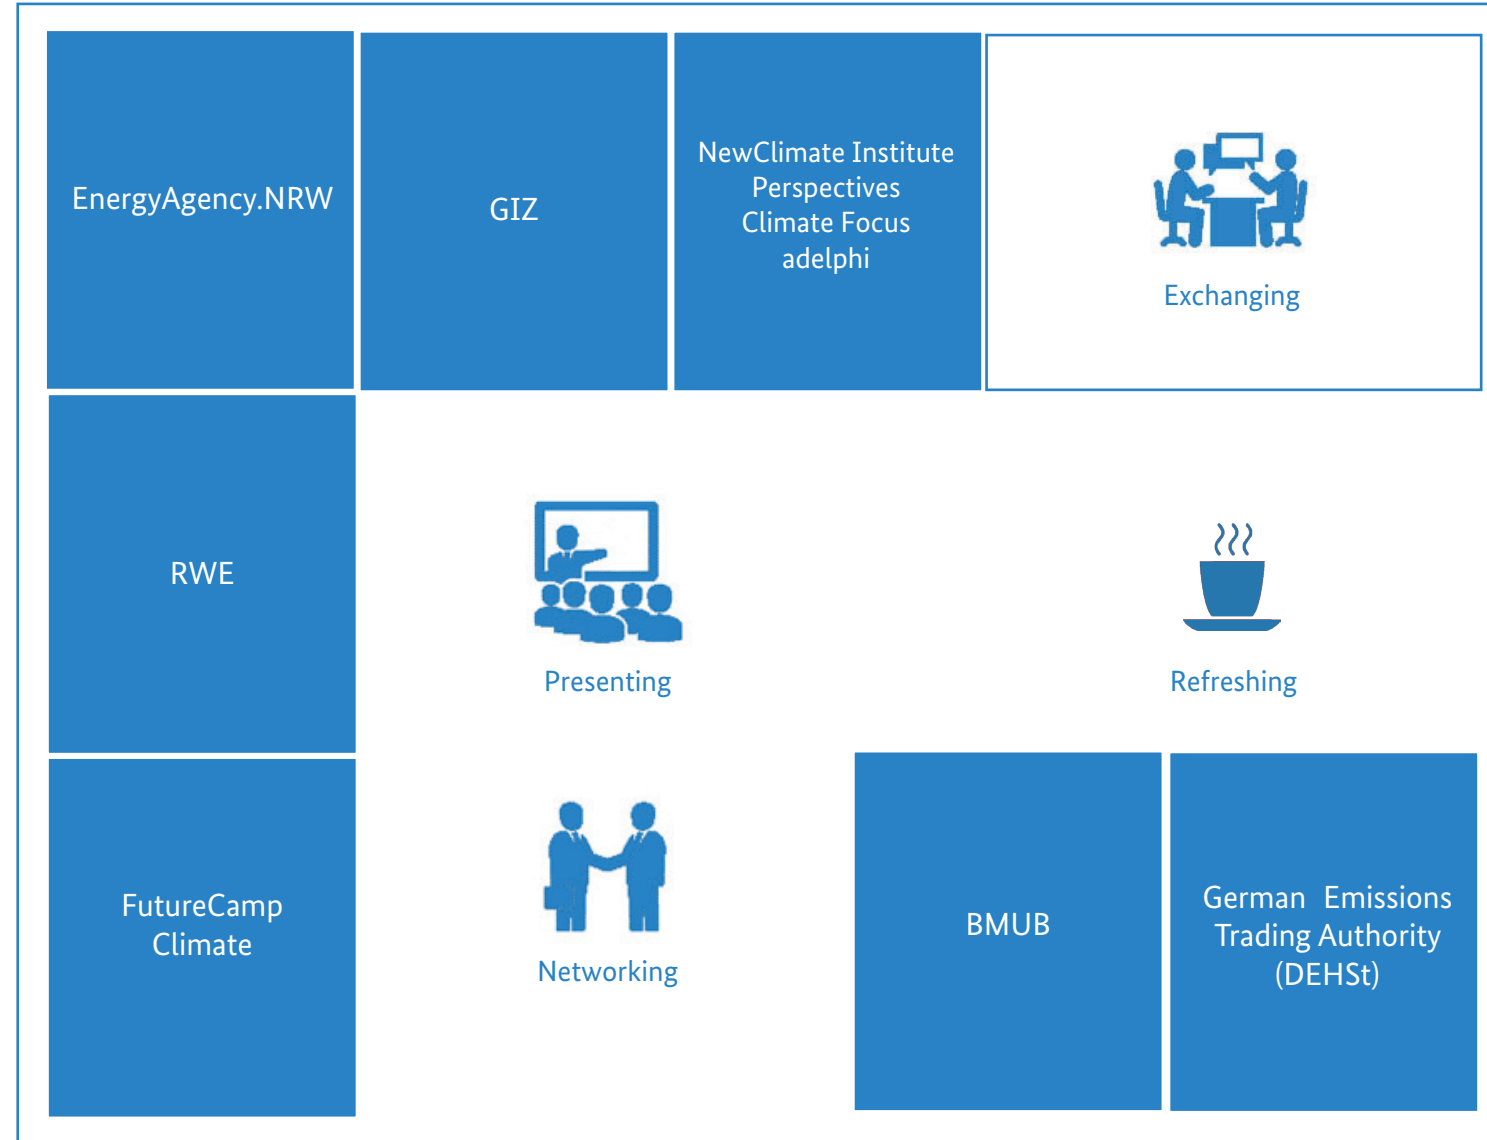 EnergyAgency.NRW
GIZ
NewClimate Institute
Perspectives
Climate Focus
adelphi
Exchanging
RWE
Presenting
Refreshing
FutureCamp
Climate
Networking
BMUB
German Emissions
Trading Authority
(DEHSt)